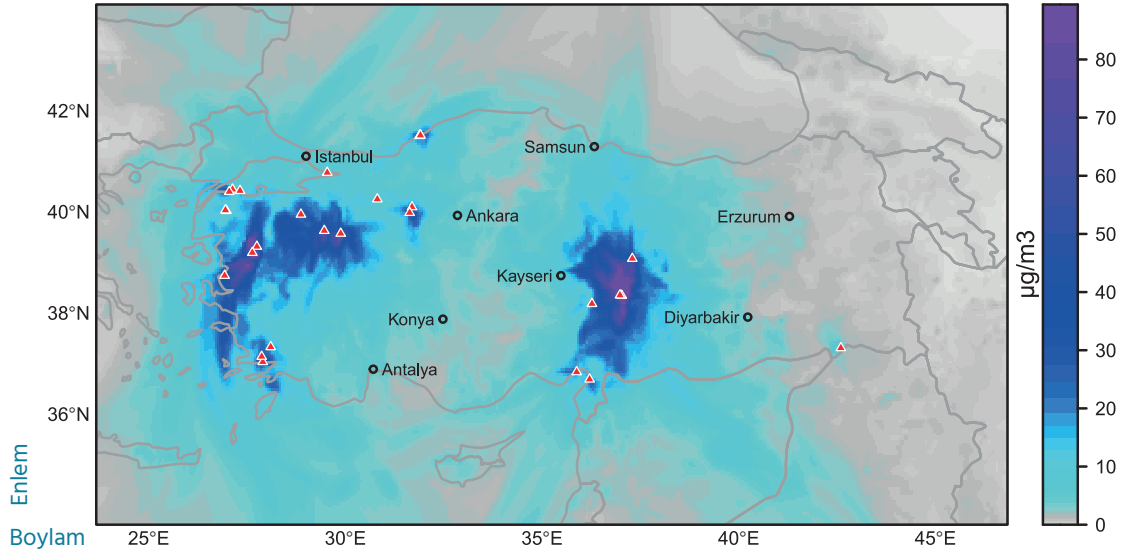 42°N
40°N
38°N
36°N
Enlem
Boylam
25°E
30°E
35°E
40°E
45°E
Istanbul
Samsun
Ankara
Erzurum
Kayseri
Konya
Diyarbakir
Antalya
80
70
60
50
40
30
20
10
0
µg/m3